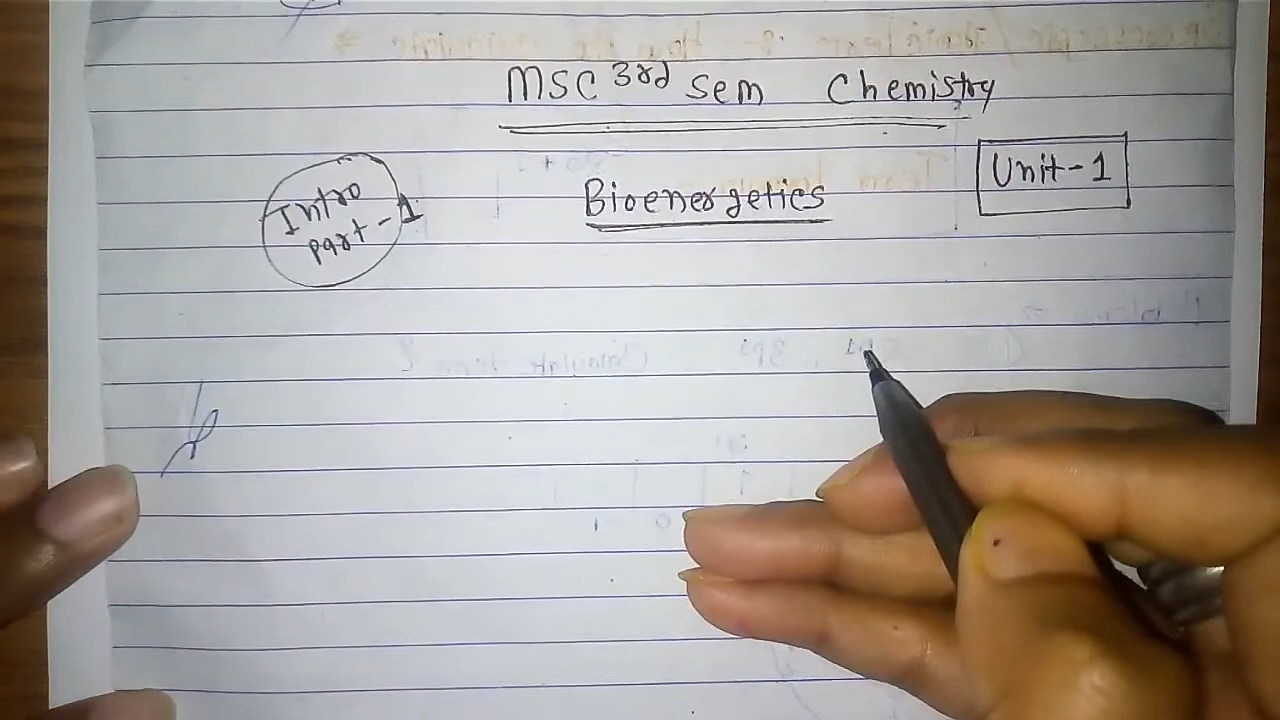 MSC 3rd Sem Chemistry
Intro
part-1
Bioenergetics
Unit-1